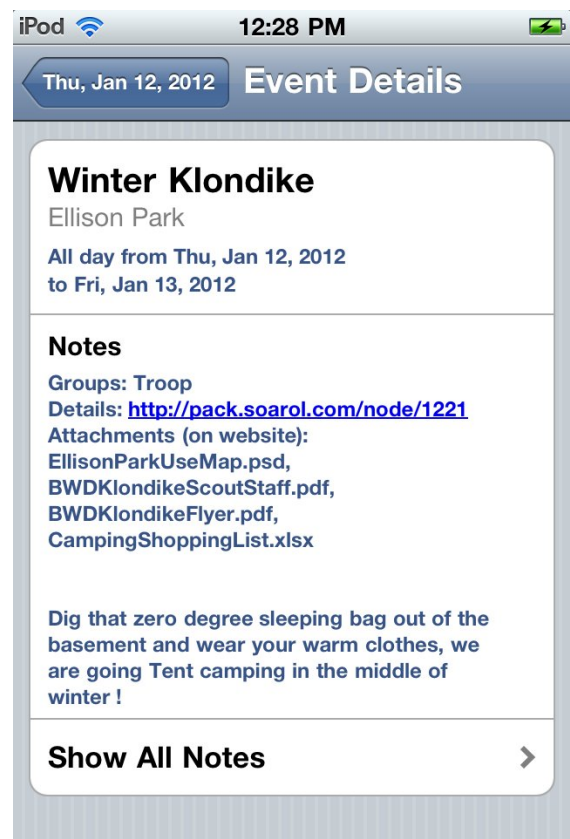 iPod 12:28 PM
Thu, Jan 12, 2012 Event Details
Winter Klondike
Ellison Park
All day from Thu, Jan 12, 2012
to Fri, Jan 13, 2012
Notes
Groups: Troop
Details: http://pack.soarol.com/node/1221
Attachments (on website):
EllisonParkUseMap.psd,
BWDKlondikeScoutStaff.pdf,
BWDKlondikeFlyer.pdf,
CampingShoppingList.xlsx
Dig that zero degree sleeping bag out of the
basement and wear your warm clothes, we
are going Tent camping in the middle of
winter !
Show All Notes